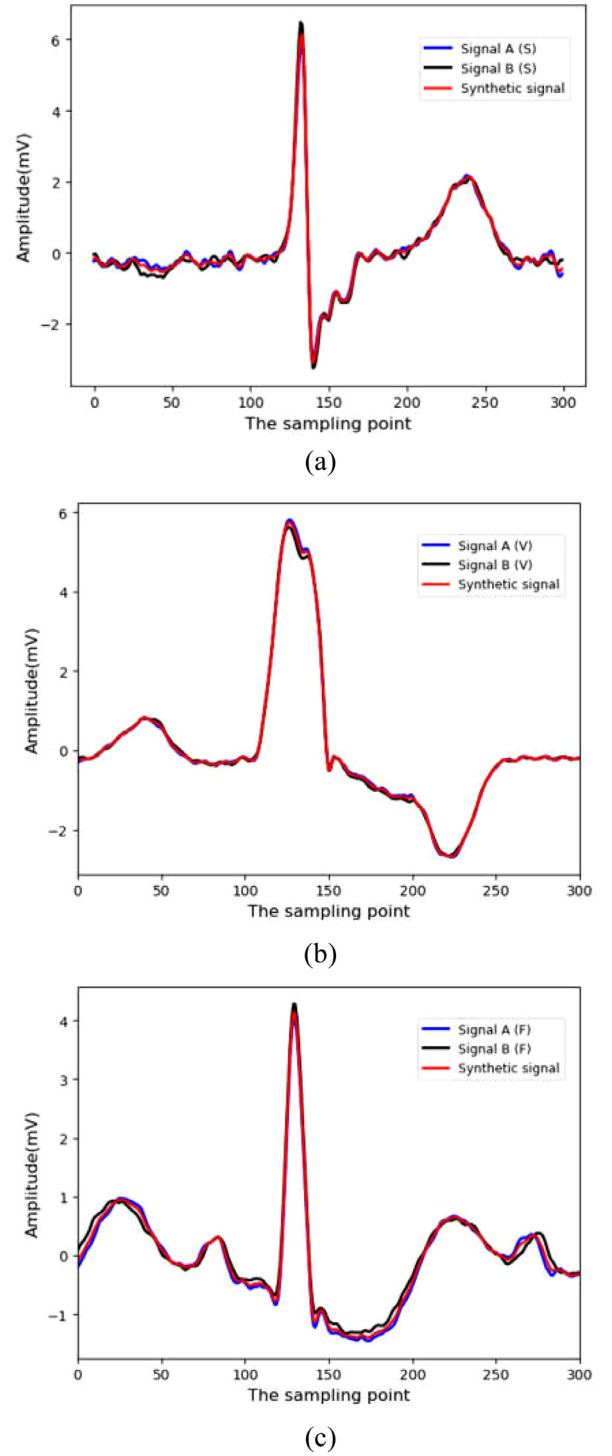 6
4
2
0
−2
Amplitude(mV)
Signal A (S)
Signal B (S)
Synthetic signal
0 50 100 150 200 250 300
The sampling point
(a)
6
4
2
0
−2
Amplitude(mV)
Signal A (V)
Signal B (V)
Synthetic signal
0 50 100 150 200 250 300
The sampling point
(b)
4
3
2
1
0
−1
Amplitude(mV)
Signal A (F)
Signal B (F)
Synthetic signal
0 50 100 150 200 250 300
The sampling point
(c)